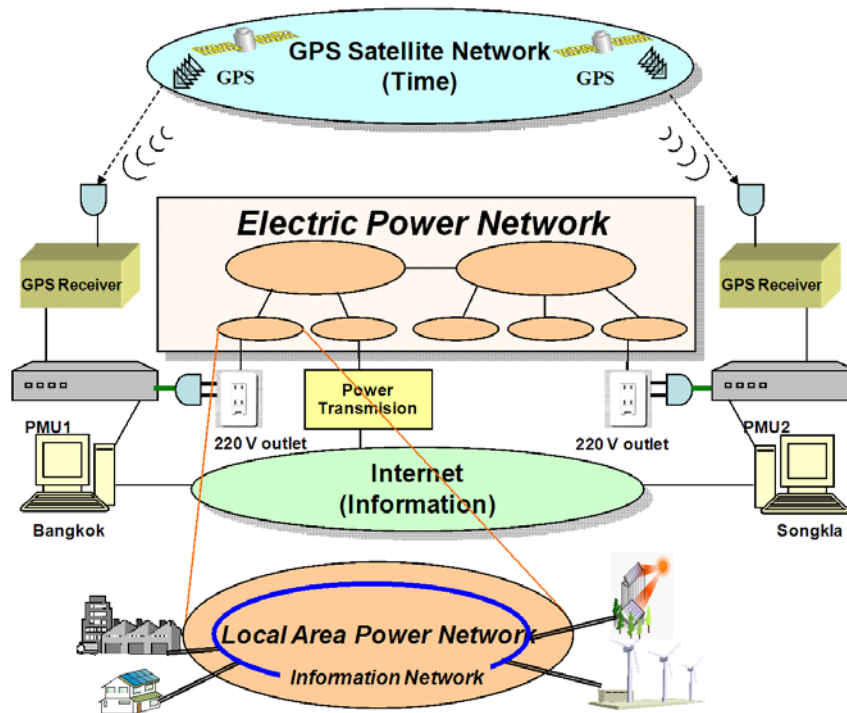 GPS Satellite Network
(Time)
GPS
GPS
Electric Power Network
GPS Receiver
GPS Receiver
Power
Transmision
PMU1
220 V outlet
220 V outlet
PMU2
Internet
(Information)
Bangkok
Songkla
Local Area Power Network
Information Network